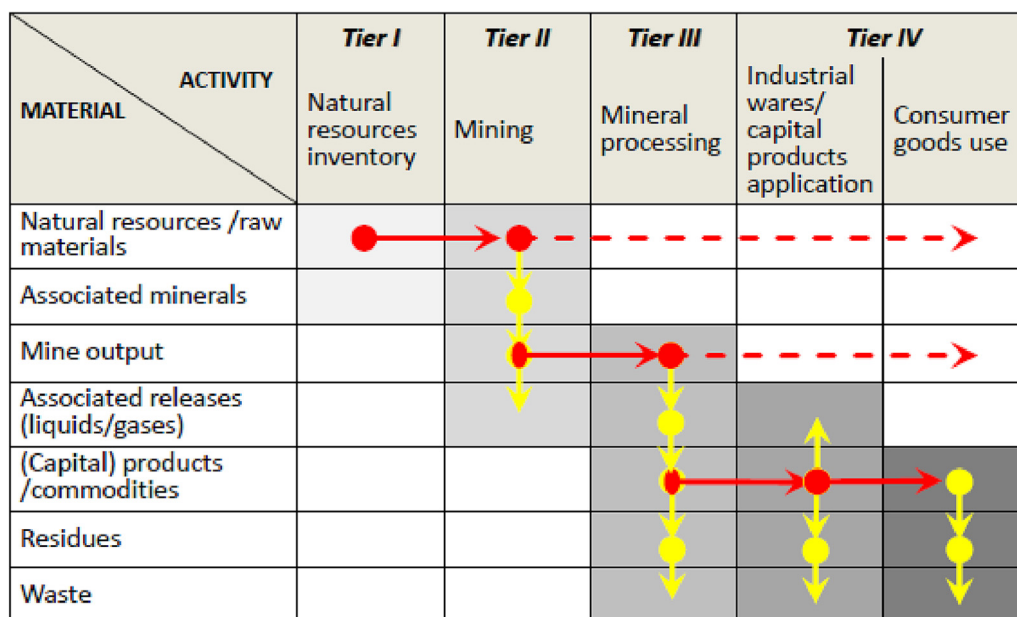 Tier I
Tier II
Tier III
Tier IV
ACTIVITY
MATERIAL
Natural
resources
inventory
Mining
Mineral
processing
Industrial
wares/
capital
products
application
Consumer
goods use
Natural resources /raw
materials
Associated minerals
Mine output
Associated releases
(liquids/gases)
(Capital) products
/commodities
Residues
Waste